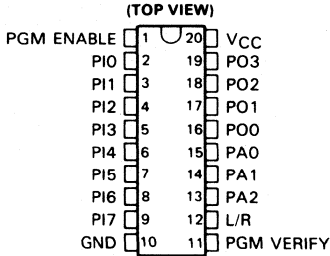 (TOP VIEW)
PGM ENABLE 1 20 VCC
PI0 2 19 PO3
PI1 3 18 PO2
PI2 4 17 PO1
PI3 5 16 PO0
PI4 6 15 PA0
PI5 7 14 PA1
PI6 8 13 PA2
PI7 9 12 L/R
GND 10 11 PGM VERIFY